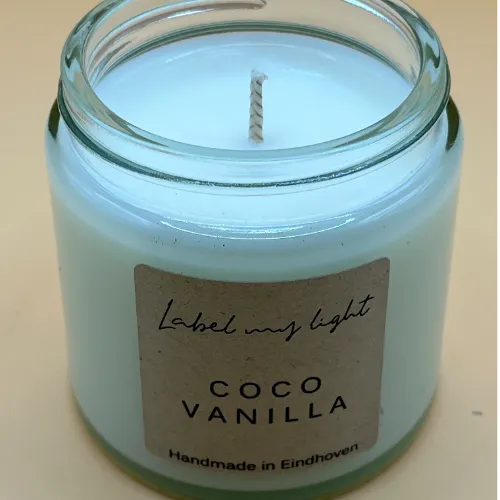 Label my light
COCO
VANILLA
Handmade in Eindhoven